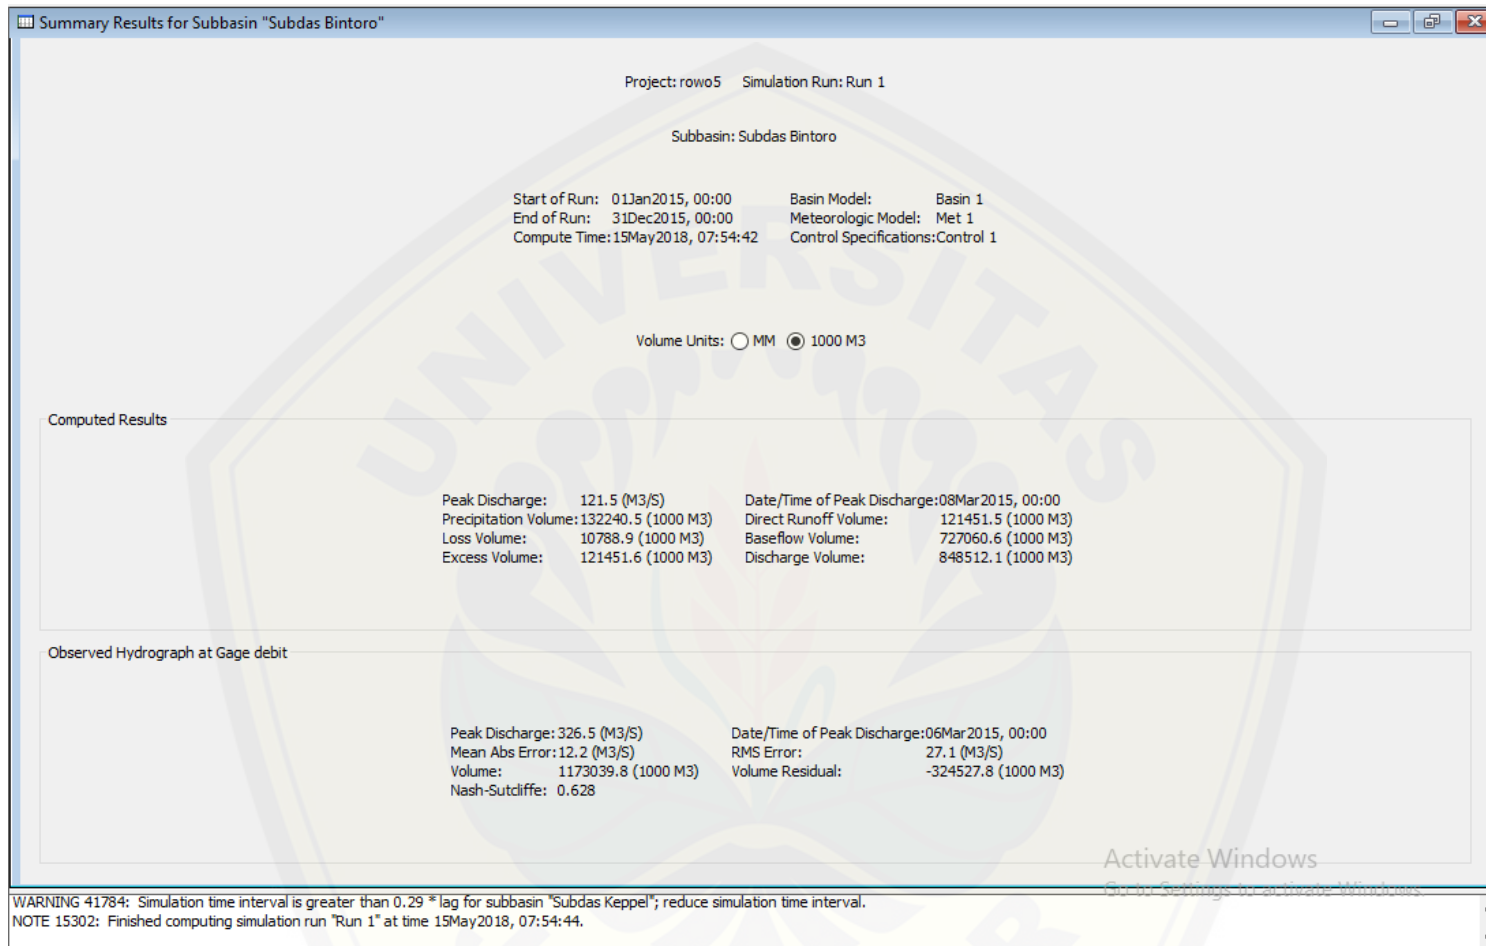 Summary Results for Subbasin "Subdas Bintoro"
Project: rowo5 Simulation Run: Run 1
Subbasin: Subdas Bintoro
Start of Run: 01Jan2015, 00:00 Basin Model: Basin 1
End of Run: 31Dec2015, 00:00 Meteorologic Model: Met 1
Compute Time:15May2018, 07:54:42 Control Specifications:Control 1
Volume Units: MM 1000 M3
Computed Results
Peak Discharge: 121.5 (M3/S) Date/Time of Peak Discharge:08Mar2015, 00:00
Precipitation Volume:132240.5 (1000 M3) Direct Runoff Volume: 121451.5 (1000 M3)
Loss Volume: 10788.9 (1000 M3) Baseflow Volume: 727060.6 (1000 M3)
Excess Volume: 121451.6 (1000 M3) Discharge Volume: 848512.1 (1000 M3)
Observed Hydrograph at Gage debit
Peak Discharge:326.5 (M3/S) Date/Time of Peak Discharge:06Mar2015, 00:00
Mean Abs Error:12.2 (M3/S) RMS Error: 27.1 (M3/S)
Volume: 1173039.8 (1000 M3) Volume Residual: -324527.8 (1000 M3)
Nash-Sutcliffe: 0.628
Activate Windows
Go to Settings to activate Windows.
WARNING 41784: Simulation time interval is greater than 0.29 * lag for subbasin "Subdas Keppel"; reduce simulation time interval.
NOTE 15302: Finished computing simulation run "Run 1" at time 15May2018, 07:54:44.
UNIVERSITAS